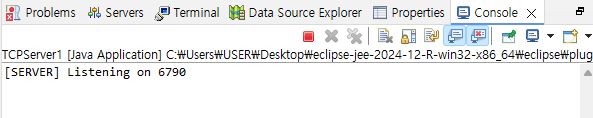 Problems Servers Terminal Data Source Explorer Properties Console
TCPServer1 [Java Application] C:₩Users₩USER₩Desktop₩eclipse-jee-2024-12-R-win32-x86_64₩eclipse₩plug
[SERVER] Listening on 6790